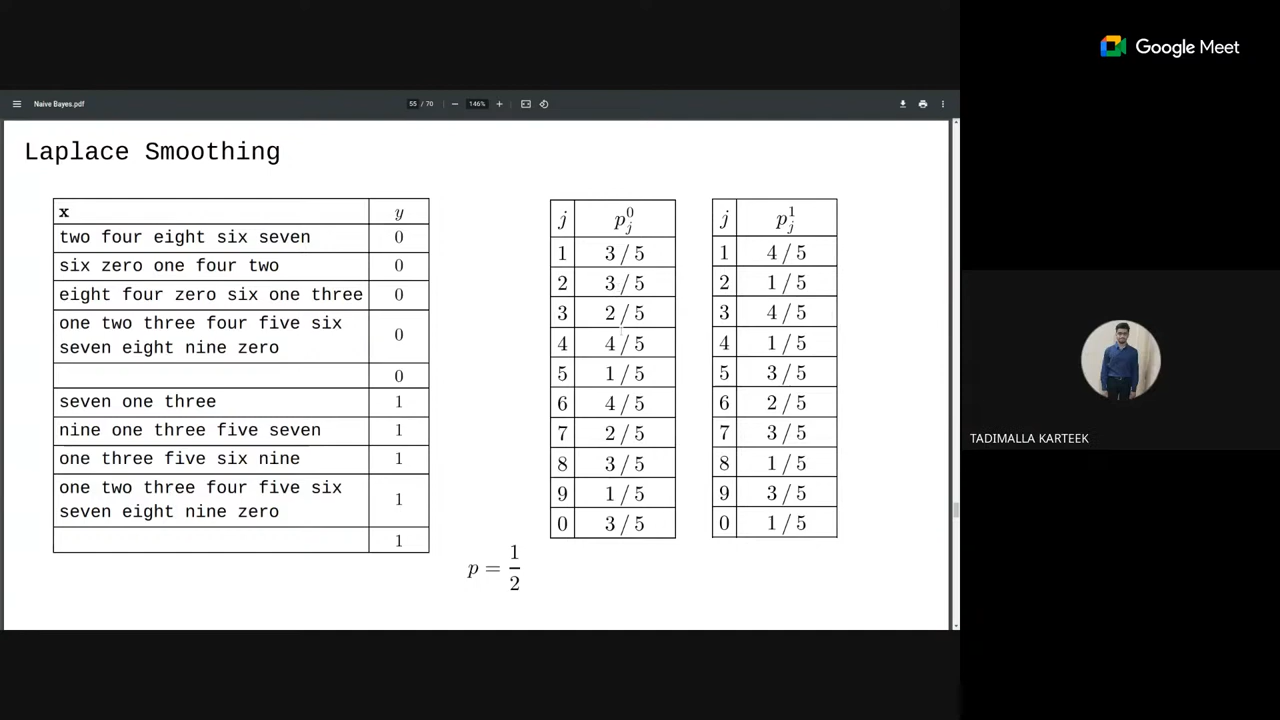 Google Meet
Naive Bayes.pdf 55 / 70 146%
Laplace Smoothing
x y
two four eight six seven 0
six zero one four two 0
eight four zero six one three 0
one two three four five six
seven eight nine zero 0
0
seven one three 1
nine one three five seven 1
one three five six nine 1
one two three four five six
seven eight nine zero 1
1
j p_j^0
1 3 / 5
2 3 / 5
3 2 / 5
4 4 / 5
5 1 / 5
6 4 / 5
7 2 / 5
8 3 / 5
9 1 / 5
0 3 / 5
j p_j^1
1 4 / 5
2 1 / 5
3 4 / 5
4 1 / 5
5 3 / 5
6 2 / 5
7 3 / 5
8 1 / 5
9 3 / 5
0 1 / 5
p = 1/2
TADIMALLA KARTEEK